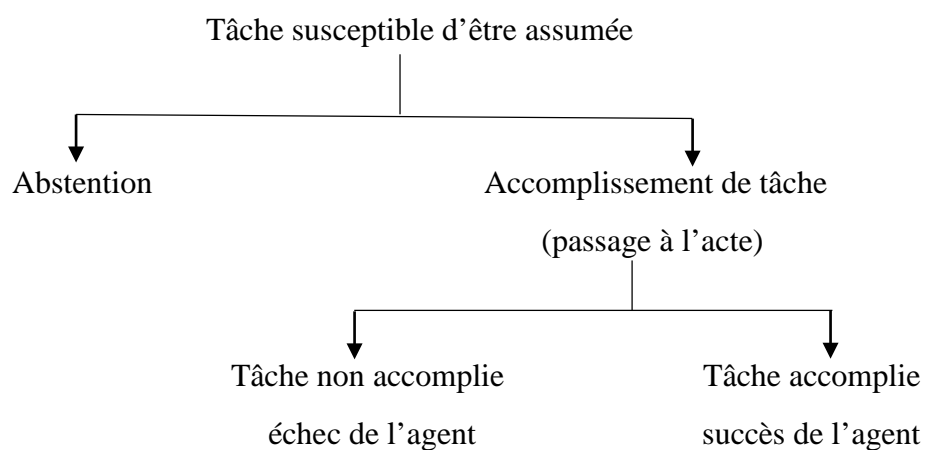 Tâche susceptible d’être assumée
Abstention
Accomplissement de tâche
(passage à l’acte)
Tâche non accomplie
échec de l’agent
Tâche accomplie
succès de l’agent